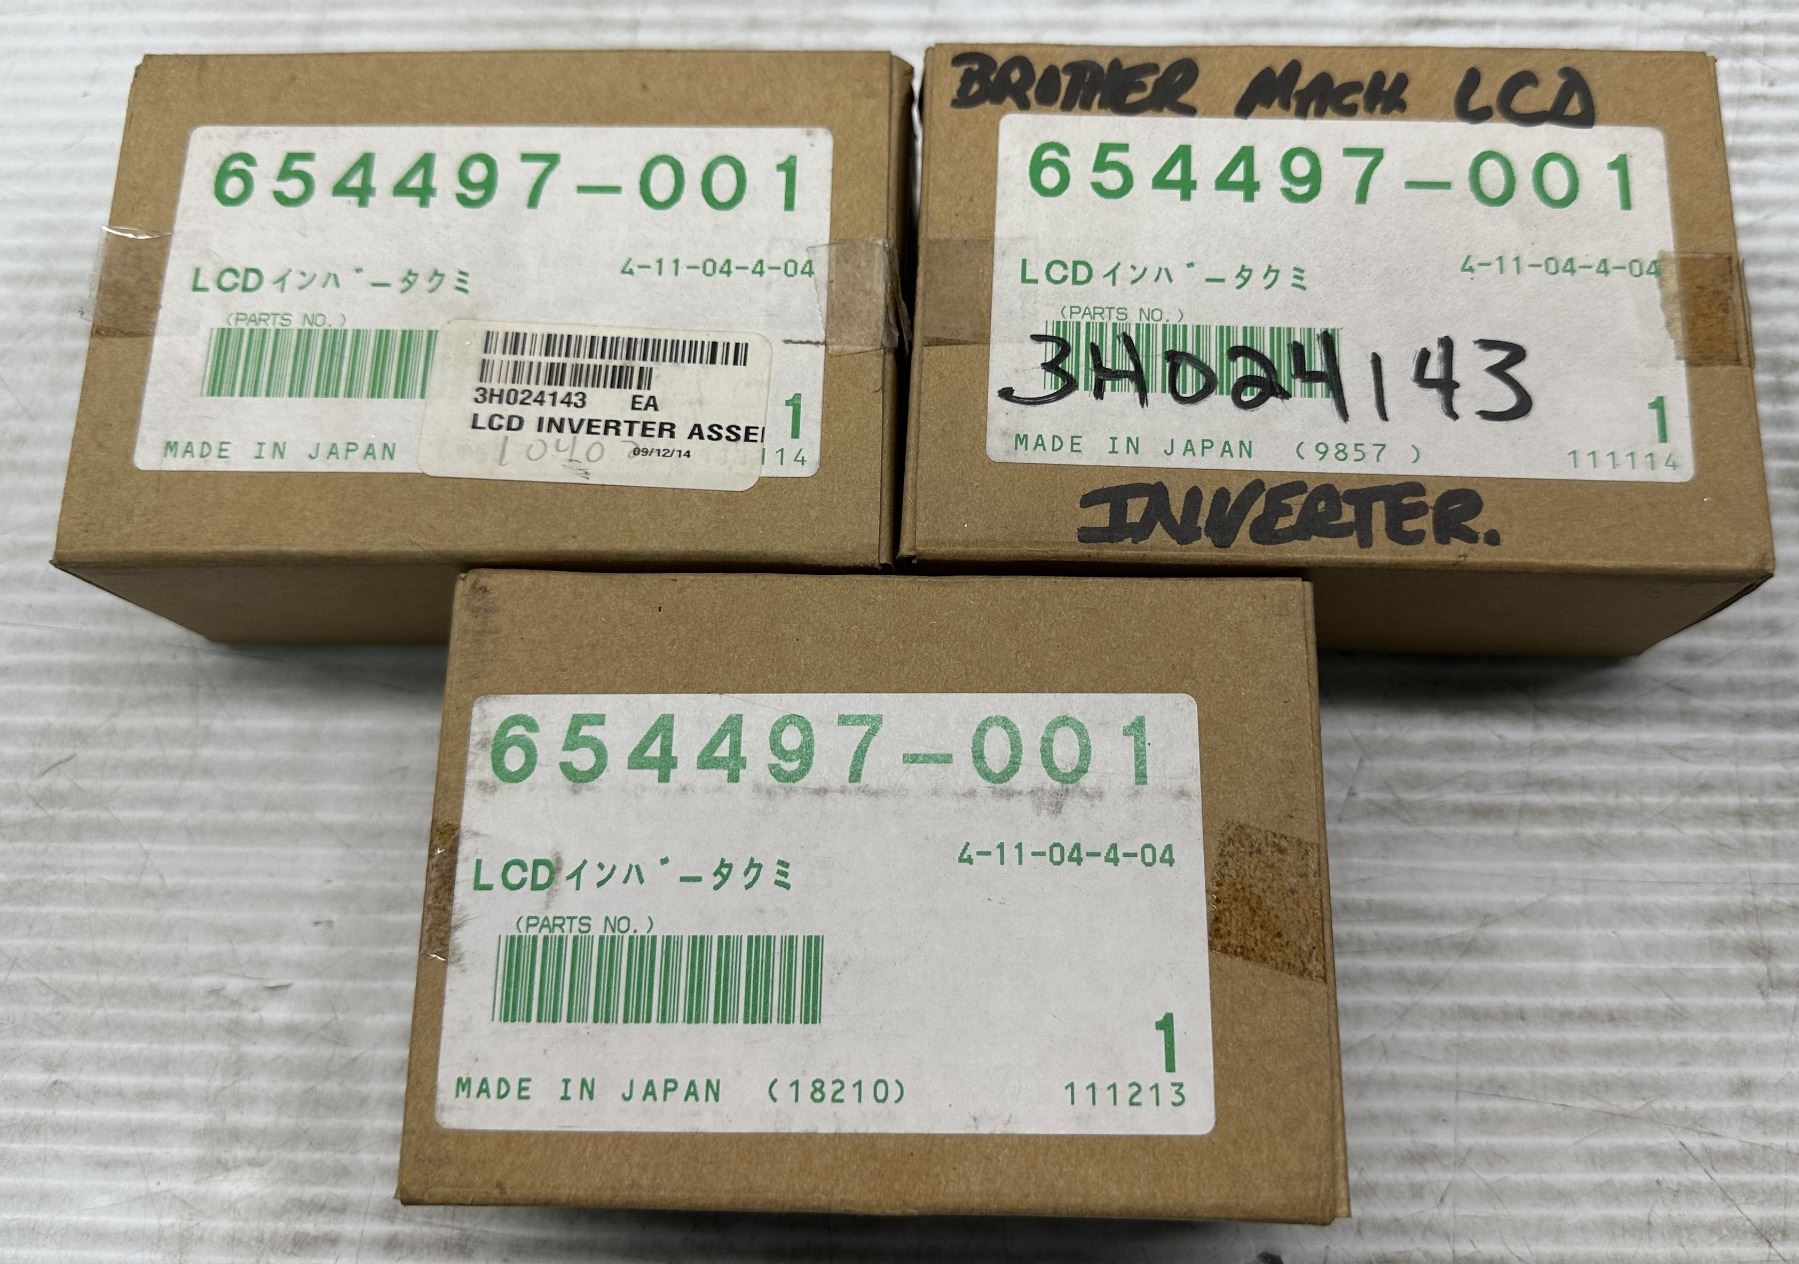 654497-001
LCDインバータクミ
4-11-04-4-04
(PARTS NO.)
3H024143 EA
LCD INVERTER ASSE
09/12/14
1
MADE IN JAPAN
114
BROTHER MACH LCD
654497-001
LCDインバータクミ
4-11-04-4-04
(PARTS NO.)
3H024143
1
MADE IN JAPAN (9857 )
111114
INVERTER.
654497-001
LCDインバータクミ
4-11-04-4-04
(PARTS NO.)
1
MADE IN JAPAN (18210)
111213